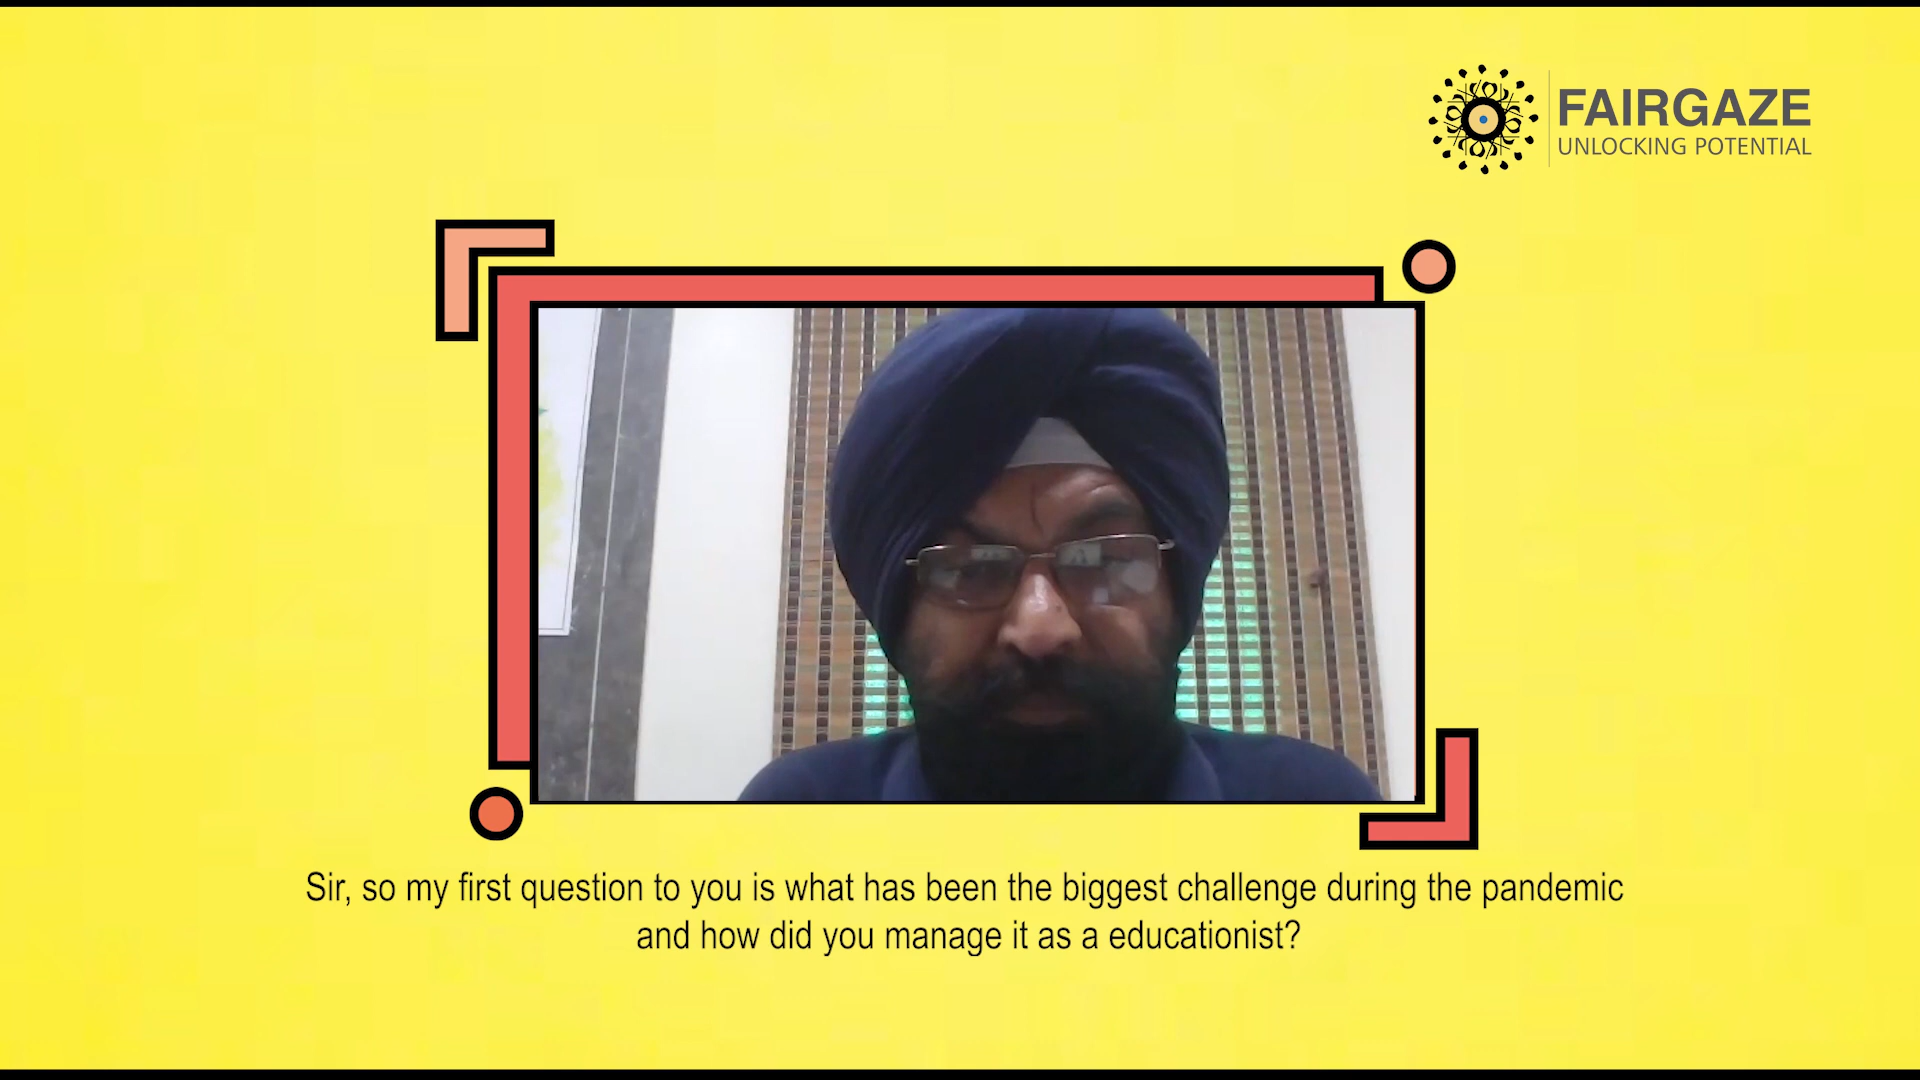 FAIRGAZE
UNLOCKING POTENTIAL
Sir, so my first question to you is what has been the biggest challenge during the pandemic
and how did you manage it as a educationist?